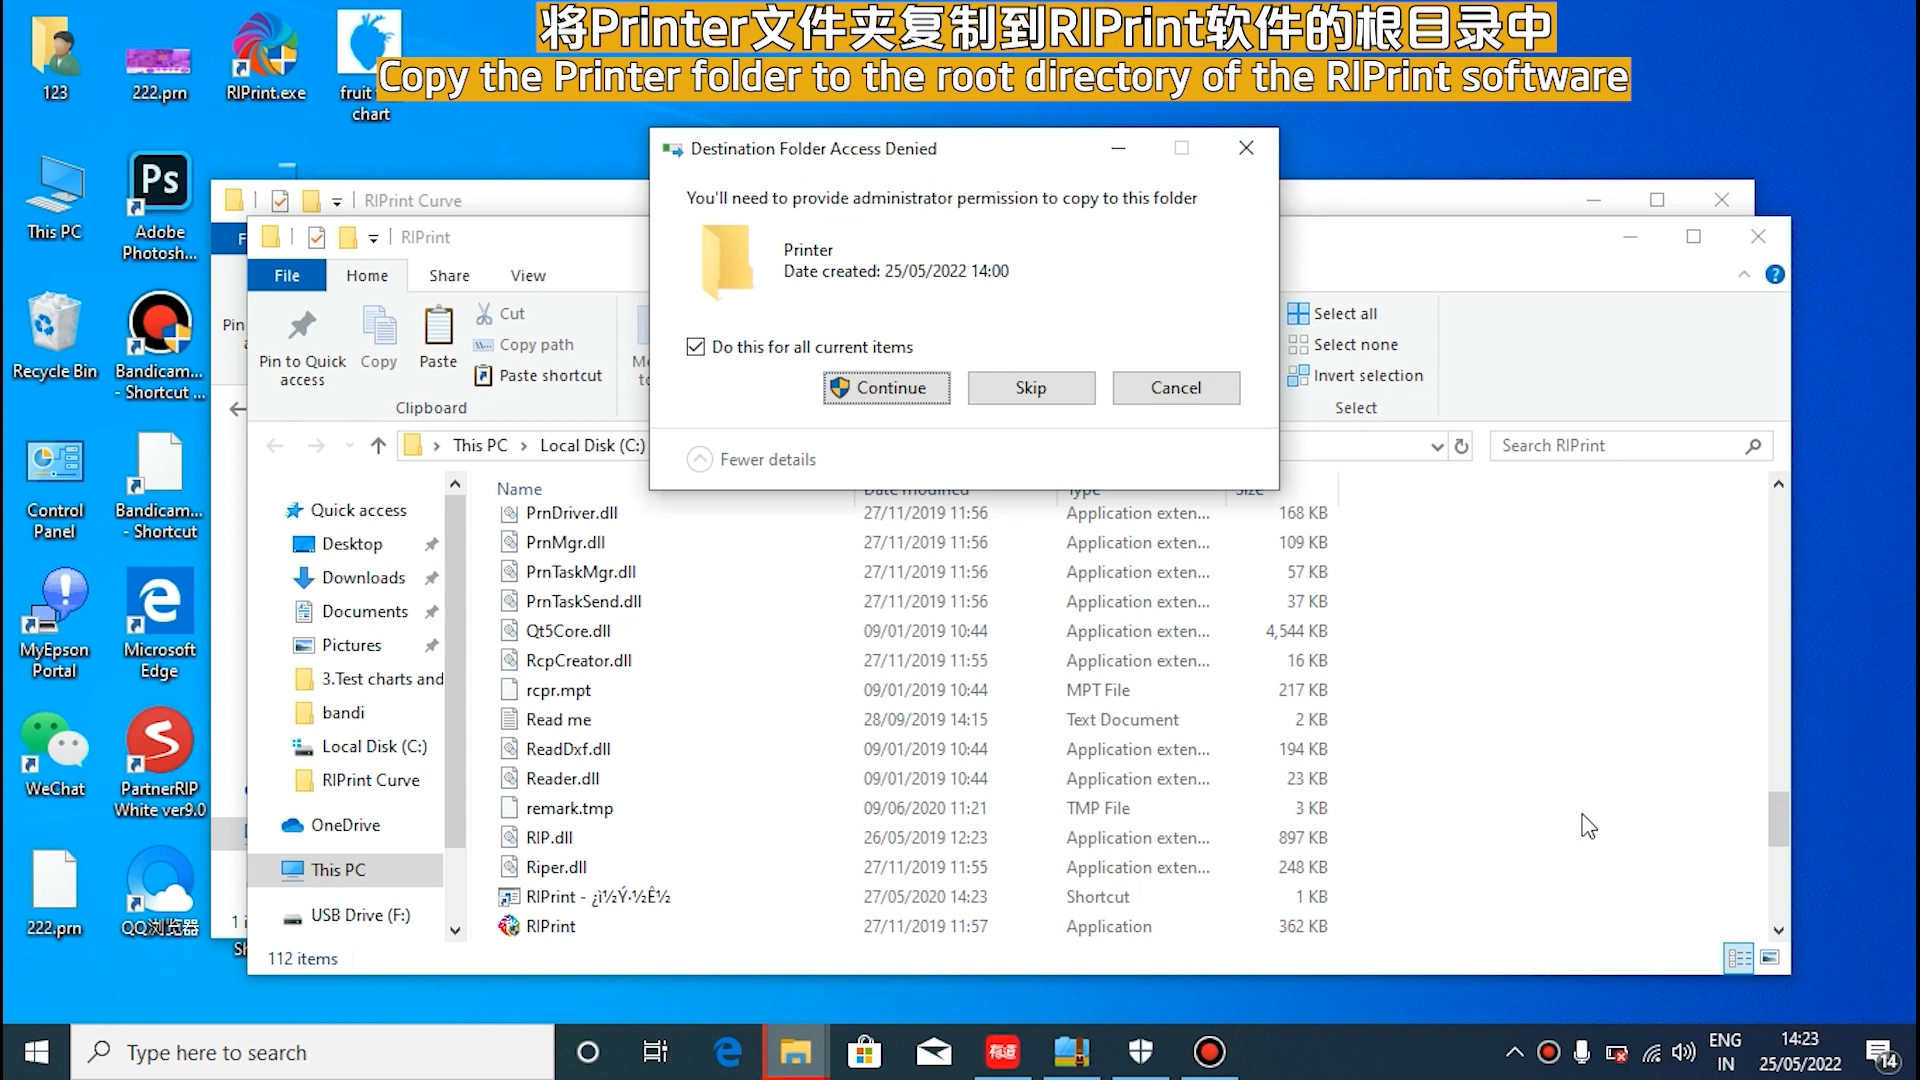 将Printer文件夹复制到RIPrint软件的根目录中
Copy the Printer folder to the root directory of the RIPrint software
123
222.prn
RIPrint.exe
fruit
chart
This PC
Adobe
Photosh...
Recycle Bin
Bandicam...
- Shortcut ...
Control
Panel
Bandicam...
- Shortcut
MyEpson
Portal
Microsoft
Edge
WeChat
PartnerRIP
White ver9.0
222.prn
QQ浏览器
RIPrint Curve
Pin
RIPrint
File
Home
Share
View
Pin to Quick
access
Copy
Paste
Cut
Copy path
Paste shortcut
Clipboard
Select all
Select none
Invert selection
Select
Destination Folder Access Denied
You'll need to provide administrator permission to copy to this folder
Printer
Date created: 25/05/2022 14:00
Do this for all current items
Continue
Skip
Cancel
Fewer details
This PC
Local Disk (C:)
Search RIPrint
Quick access
Desktop
Downloads
Documents
Pictures
3.Test charts and
bandi
Local Disk (C:)
RIPrint Curve
OneDrive
This PC
USB Drive (F:)
Name Date modified Type Size
PrnDriver.dll 27/11/2019 11:56 Application exten... 168 KB
PrnMgr.dll 27/11/2019 11:56 Application exten... 109 KB
PrnTaskMgr.dll 27/11/2019 11:56 Application exten... 57 KB
PrnTaskSend.dll 27/11/2019 11:56 Application exten... 37 KB
Qt5Core.dll 09/01/2019 10:44 Application exten... 4,544 KB
RcpCreator.dll 27/11/2019 11:55 Application exten... 16 KB
rcpr.mpt 09/01/2019 10:44 MPT File 217 KB
Read me 28/09/2019 14:15 Text Document 2 KB
ReadDxf.dll 09/01/2019 10:44 Application exten... 194 KB
Reader.dll 09/01/2019 10:44 Application exten... 23 KB
remark.tmp 09/06/2020 11:21 TMP File 3 KB
RIP.dll 26/05/2019 12:23 Application exten... 897 KB
Riper.dll 27/11/2019 11:55 Application exten... 248 KB
RIPrint - ¿ì½Ý·½Ê½ 27/05/2020 14:23 Shortcut 1 KB
RIPrint 27/11/2019 11:57 Application 362 KB
112 items
Type here to search
有道
ENG
IN
14:23
25/05/2022
14